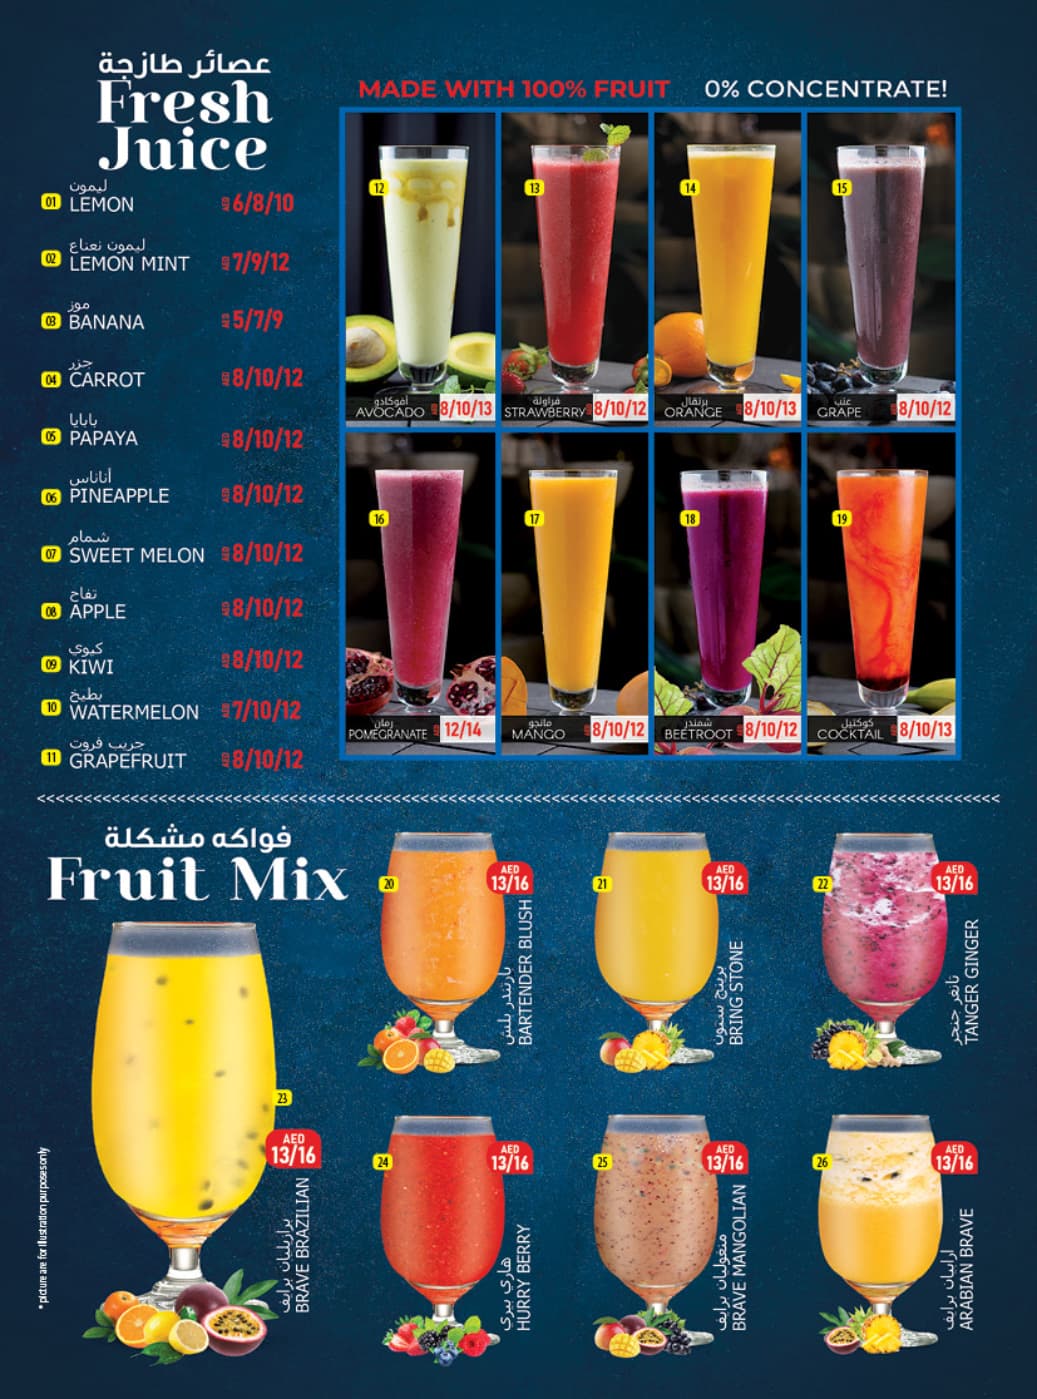 عصائر طازجة
Fresh
Juice
MADE WITH 100% FRUIT 0% CONCENTRATE!
01 ليمون
LEMON AED 6/8/10
02 ليمون نعناع
LEMON MINT AED 7/9/12
03 موز
BANANA AED 5/7/9
04 جزر
CARROT AED 8/10/12
05 بابايا
PAPAYA AED 8/10/12
06 أناناس
PINEAPPLE AED 8/10/12
07 شمام
SWEET MELON AED 8/10/12
08 تفاح
APPLE AED 8/10/12
09 كيوي
KIWI AED 8/10/12
10 بطيخ
WATERMELON AED 7/10/12
11 جريب فروت
GRAPEFRUIT AED 8/10/12
12
أفوكادو
AVOCADO AED 8/10/13
13
فراولة
STRAWBERRY AED 8/10/12
14
برتقال
ORANGE AED 8/10/13
15
عنب
GRAPE AED 8/10/12
16
رمان
POMEGRANATE AED 12/14
17
مانجو
MANGO AED 8/10/12
18
شمندر
BEETROOT AED 8/10/12
19
كوكتيل
COCKTAIL AED 8/10/13
<<<<<<<<<<<<<<<<<<<<<<<<<<<<<<<<<<<<<<<<<<<<<<<<<<<<<<<<<<<<<<<<<<<<<<<<<<<<<<<<<<<<<<<<<<<<<<<<<<<<
فواكه مشكلة
Fruit Mix
20
AED
13/16
بارتندر بلش
BARTENDER BLUSH
21
AED
13/16
برينج ستون
BRING STONE
22
AED
13/16
تانغر جنجر
TANGER GINGER
23
AED
13/16
برازيليان برايف
BRAVE BRAZILIAN
24
AED
13/16
هاري بيري
HURRY BERRY
25
AED
13/16
منغوليان برايف
BRAVE MANGOLIAN
26
AED
13/16
ارابيان برايف
ARABIAN BRAVE
* picture are for illustration purposes only